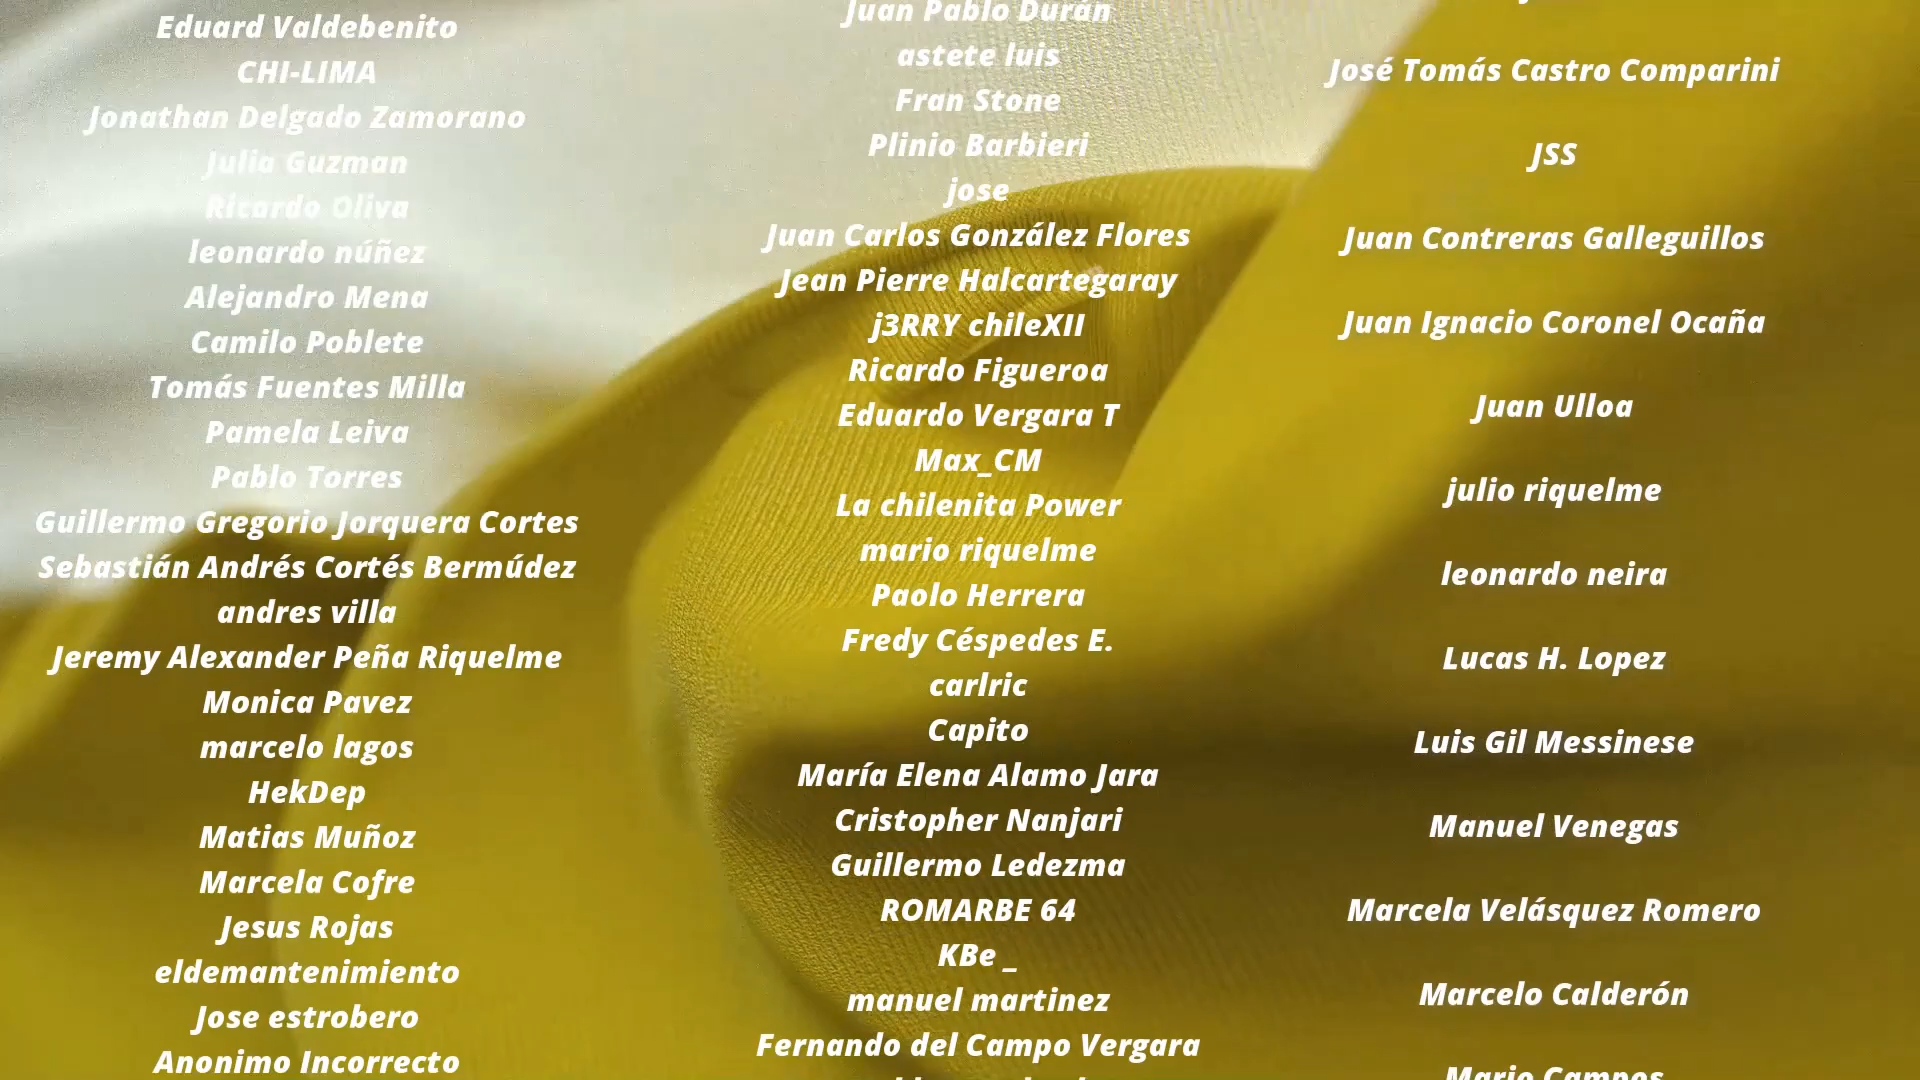 Eduard Valdebenito
CHI-LIMA
Jonathan Delgado Zamorano
Julia Guzman
Ricardo Oliva
leonardo núñez
Alejandro Mena
Camilo Poblete
Tomás Fuentes Milla
Pamela Leiva
Pablo Torres
Guillermo Gregorio Jorquera Cortes
Sebastián Andrés Cortés Bermúdez
andres villa
Jeremy Alexander Peña Riquelme
Monica Pavez
marcelo lagos
HekDep
Matias Muñoz
Marcela Cofre
Jesus Rojas
eldemantenimiento
Jose estrobero
Anonimo Incorrecto
Juan Pablo Durán
astete luis
Fran Stone
Plinio Barbieri
jose
Juan Carlos González Flores
Jean Pierre Halcartegaray
j3RRY chileXII
Ricardo Figueroa
Eduardo Vergara T
Max_CM
La chilenita Power
mario riquelme
Paolo Herrera
Fredy Céspedes E.
carlric
Capito
María Elena Alamo Jara
Cristopher Nanjari
Guillermo Ledezma
ROMARBE 64
KBe _
manuel martinez
Fernando del Campo Vergara
José Tomás Castro Comparini
JSS
Juan Contreras Galleguillos
Juan Ignacio Coronel Ocaña
Juan Ulloa
julio riquelme
leonardo neira
Lucas H. Lopez
Luis Gil Messinese
Manuel Venegas
Marcela Velásquez Romero
Marcelo Calderón
Mario Campos